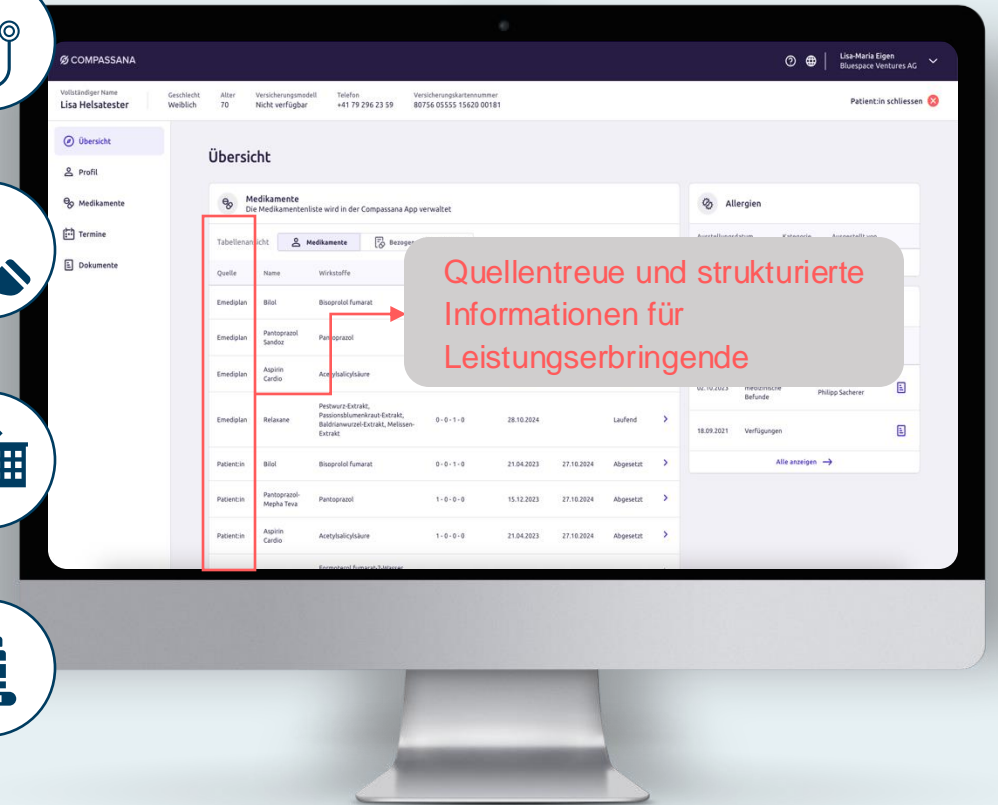 COMPASSANA
Lisa-Maria Eigen
Bluespace Ventures AG
Vollständiger Name
Lisa Helsatester
Geschlecht
Weiblich
Alter
70
Versicherungsmodell
Nicht verfügbar
Telefon
+41 79 296 23 59
Versicherungskartennummer
80756 05555 15620 00181
Patient:in schliessen
Übersicht
Profil
Medikamente
Termine
Dokumente
Übersicht
Medikamente
Die Medikamentenliste wird in der Compassana App verwaltet
Tabellenansicht
Medikamente
Quelle Name Wirkstoffe
Emediplan Bilol Bisoprolol fumarat
Emediplan Pantoprazol Sandoz Pantoprazol
Emediplan Aspirin Cardio Acetylsalicylsäure
Emediplan Relaxane Pestwurz-Extrakt,
Passionsblumenkraut-Extrakt,
Baldrianwurzel-Extrakt, Melissen-
Extrakt
0-0-1-0 28.10.2024 Laufend
Patient:in Bilol Bisoprolol fumarat 0-0-1-0 21.04.2023 27.10.2024 Abgesetzt
Patient:in Pantoprazol-
Mepha Teva Pantoprazol 1-0-0-0 15.12.2023 27.10.2024 Abgesetzt
Patient:in Aspirin
Cardio Acetylsalicylsäure 1-0-0-0 21.04.2023 27.10.2024 Abgesetzt
Allergien
Quellentreue und strukturierte
Informationen für
Leistungserbringende
02.10.2023 Medizinische
Befunde Philipp Sacherer
18.09.2021 Verfügungen
Alle anzeigen